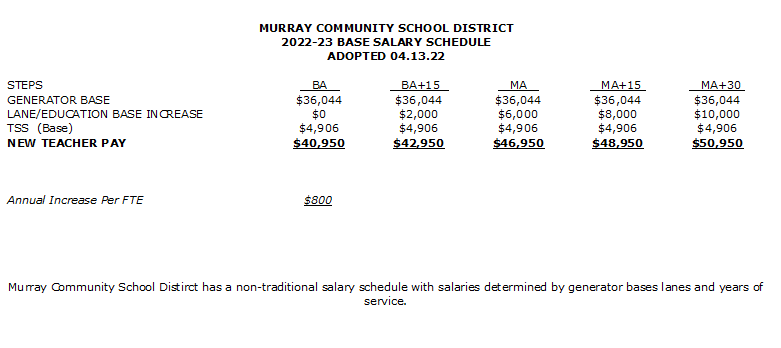 MURRAY COMMUNITY SCHOOL DISTRICT
2022-23 BASE SALARY SCHEDULE
ADOPTED 04.13.22
STEPS BA BA+15 MA MA+15 MA+30
GENERATOR BASE $36,044 $36,044 $36,044 $36,044 $36,044
LANE/EDUCATION BASE INCREASE $0 $2,000 $6,000 $8,000 $10,000
TSS (Base) $4,906 $4,906 $4,906 $4,906 $4,906
NEW TEACHER PAY $40,950 $42,950 $46,950 $48,950 $50,950
Annual Increase Per FTE $800
Murray Community School Distirct has a non-traditional salary schedule with salaries determined by generator bases lanes and years of
service.